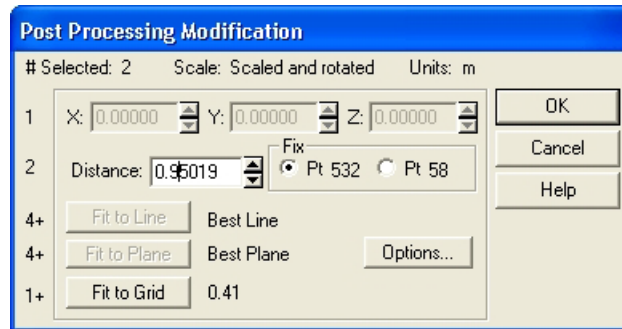 Post Processing Modification
# Selected: 2 Scale: Scaled and rotated Units: m
1 X: 0.00000 Y: 0.00000 Z: 0.00000
OK
Fix
Cancel
2 Distance: 0.95019 Pt 532 Pt 58
Help
4+ Fit to Line Best Line
4+ Fit to Plane Best Plane Options...
1+ Fit to Grid 0.41